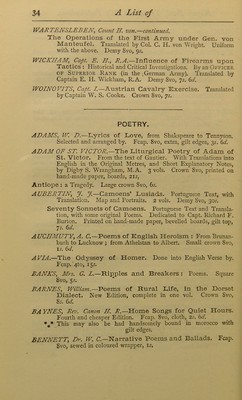 34 A List of
WARTENSLEBEN, Count H. von.—continued.
The Operations of the First Army under Gen. von
Manteufel. Translated by Col. C. H. von Wright. Uniform
with the above. Demy 8vo, 9s.
WICKHAM, Capt. E. H., R.A.—Influence of Firearms upon
Tactics: Historical and Critical Investigations. By an OFFICER
OF SUPERIOR RANK (in the German Army). Translated by
Captain E. H. Wickham, R.A. Demy 8vo, 7s. 6d.
WOINOVITS, Capt. I.—Austrian Cavalry Exercise. Translated
by Captain W. S. Cooke. Crown 8vo, 7s.
POETRY.
ADAMS, W. D.—Lyrics of Love, from Shakspeare to Tennyson.
Selected and arranged by. Fcap. 8vo, extra, gilt edges, 3s. 6d.
ADAM OF ST. VICTOR.—The Liturgical Poetry of Adam of
St. Victor. From the text of Gautier. With Translations into
English in the Original Metres, and Short Explanatory Notes,
by Digby S. Wrangham, M.A. 3 vols. Crown 8vo, printed on
hand-made paper, boards, 21s.
Antiope: a Tragedy. Large crown 8vo, 6s.
AUBERTIN, J. J.—Camoens' Lusiads. Portuguese Text, with
Translation. Map and Portraits. 2 vols. Demy 8vo, 30s.
Seventy Sonnets of Camoens. Portuguese Text and Transla-
tion, with some original Poems. Dedicated to Capt. Richard F.
Burton. Printed on hand-made paper, bevelled boards, gilt top,
7s. 6d.
AUCHMUTY, A. C.—Poems of English Heroism: From Brunan-
burh to Lucknow; from Athelstan to Albert. Small crown 8vo,
1s. 6d.
AVIA.—The Odyssey of Homer. Done into English Verse by.
Fcap. 4to, 15s.
BANKS, Mrs. G. L.—Ripples and Breakers: Poems. Square
8vo, 5s.
BARNES, William.—Poems of Rural Life, in the Dorset
Dialect. New Edition, complete in one vol. Crown 8vo,
8s. 6d.
BAYNES, Rev. Canon H. R.—Home Songs for Quiet Hours.
Fourth and cheaper Edition. Fcap. 8vo, cloth, 2s. 6d.
*** This may also be had handsomely bound in morocco with
gilt edges.
BENNETT, Dr. W. C.—Narrative Poems and Ballads. Fcap.
8vo, sewed in coloured wrapper, 1s.